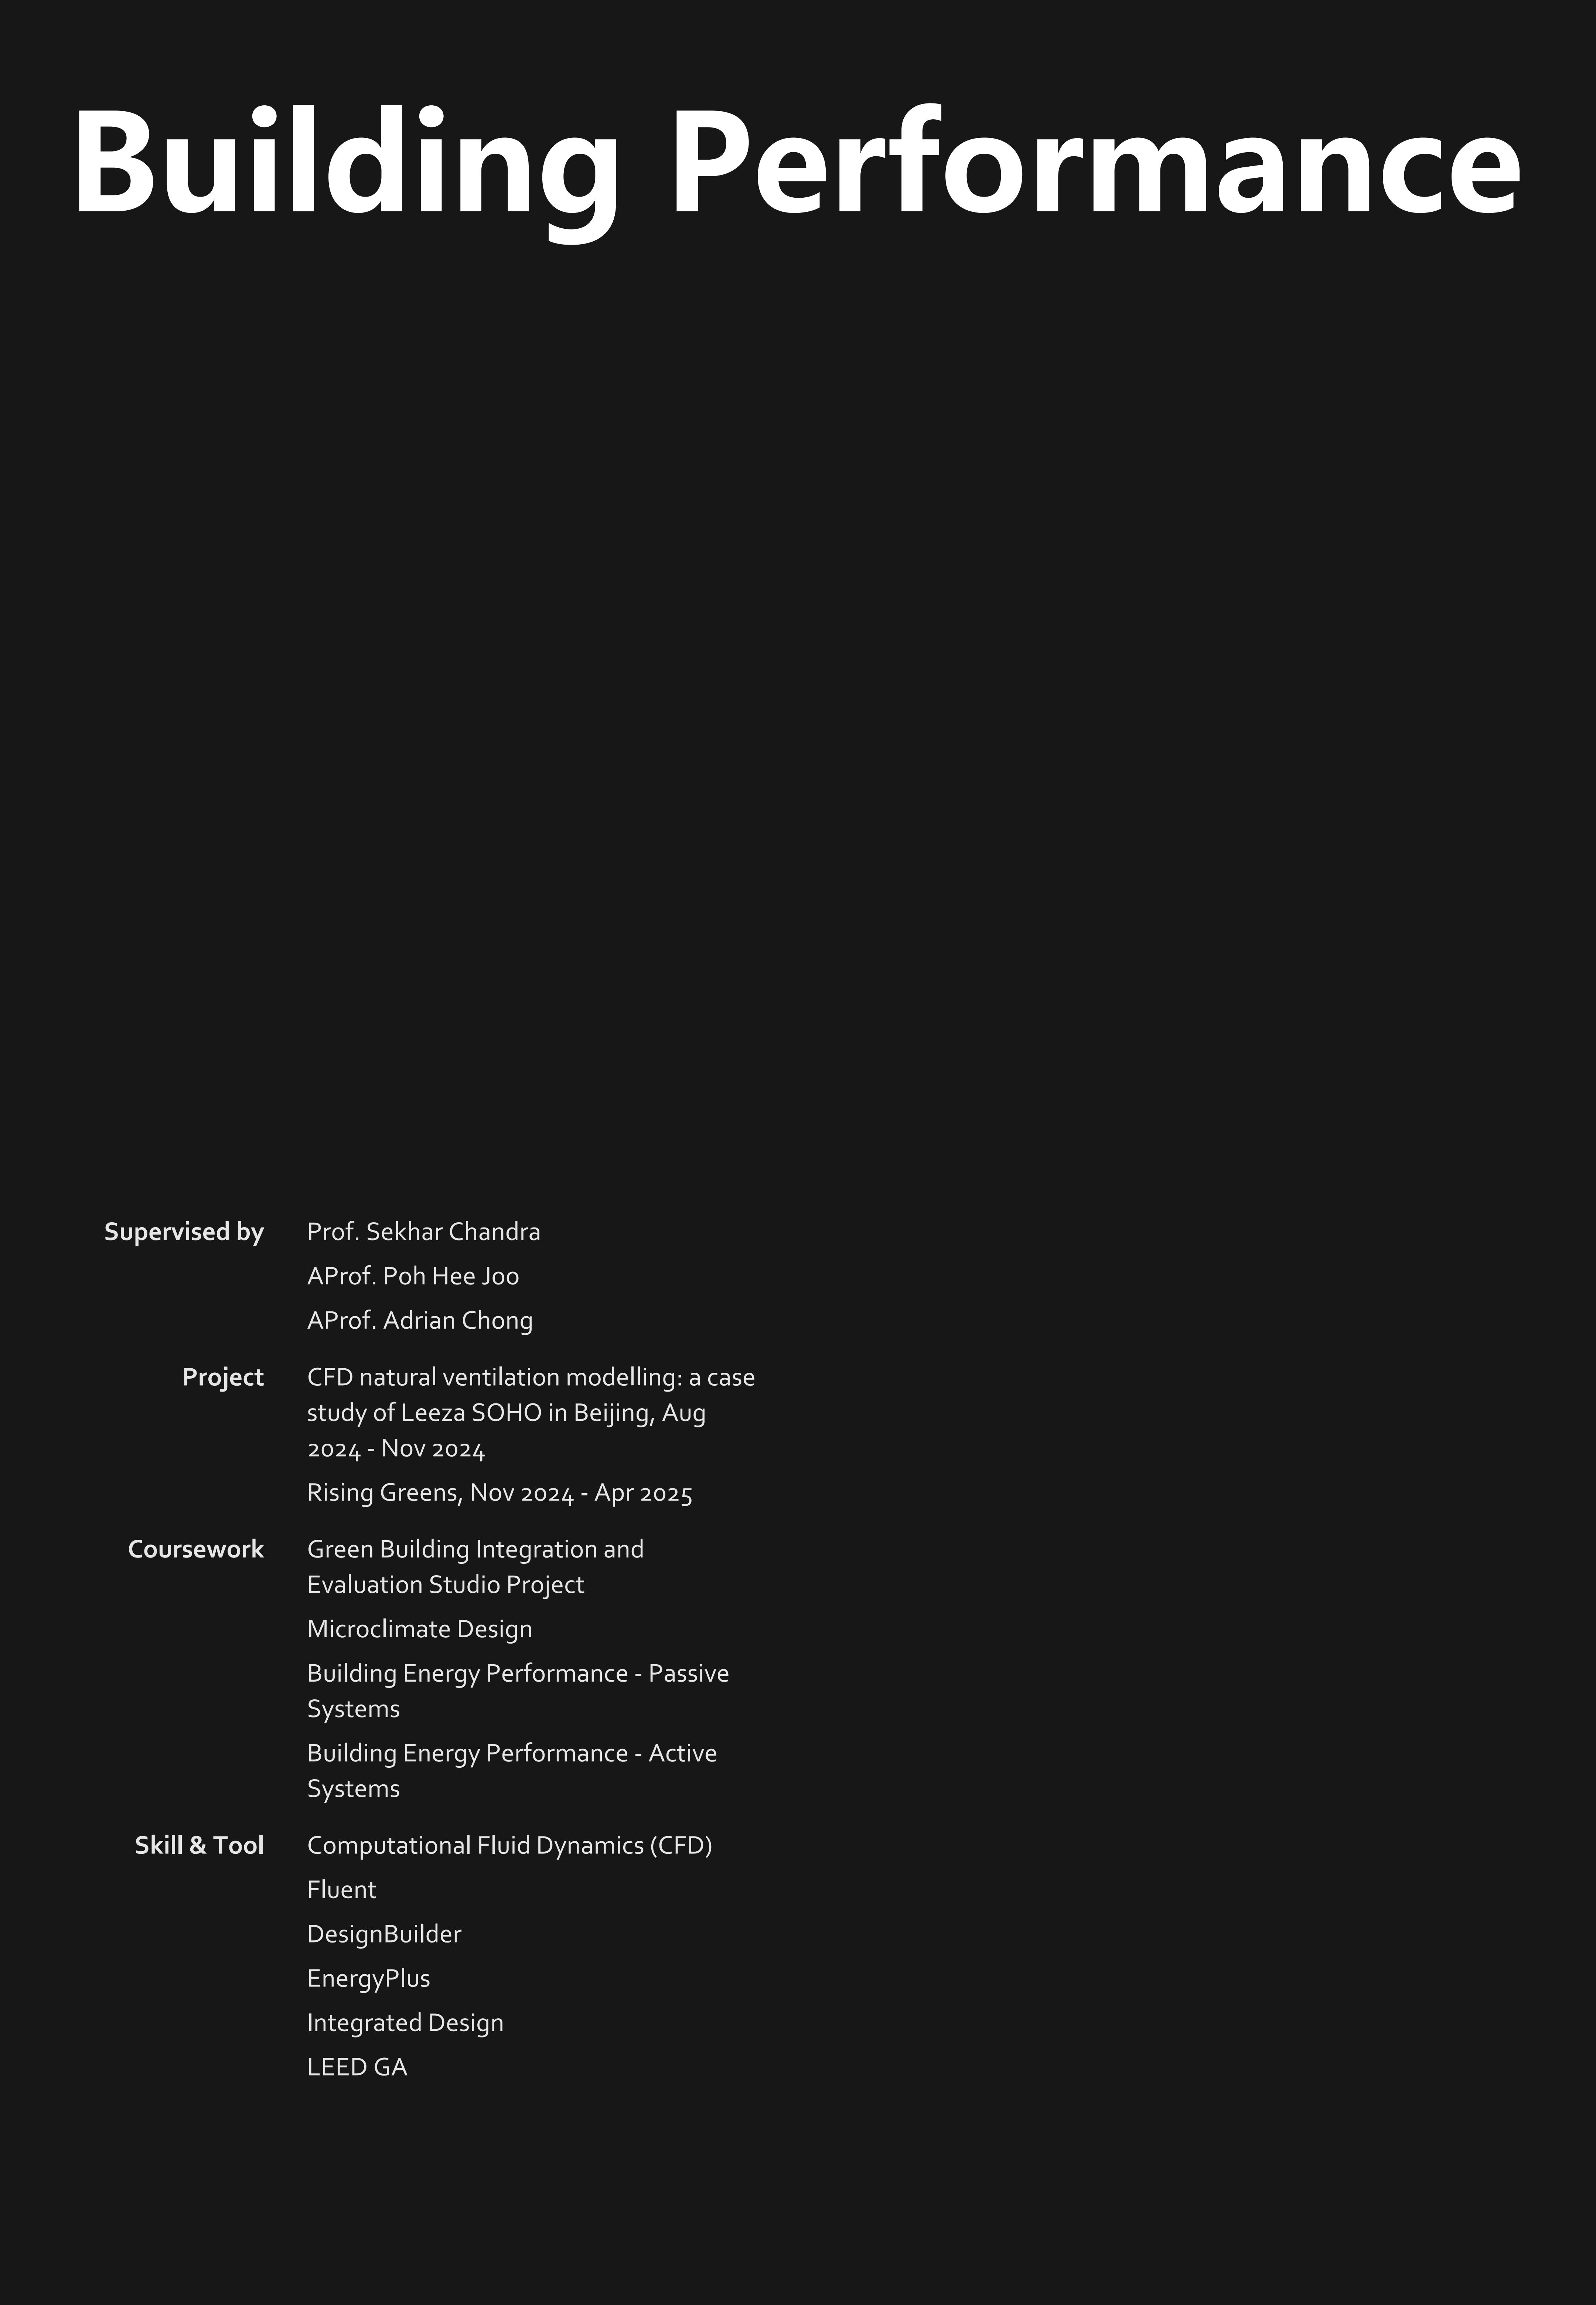 Building Performance
Supervised by
Prof. Sekhar Chandra
AProf. Poh Hee Joo
AProf. Adrian Chong
Project
CFD natural ventilation modelling: a case
study of Leeza SOHO in Beijing, Aug
2024 - Nov 2024
Rising Greens, Nov 2024 - Apr 2025
Coursework
Green Building Integration and
Evaluation Studio Project
Microclimate Design
Building Energy Performance - Passive
Systems
Building Energy Performance - Active
Systems
Skill & Tool
Computational Fluid Dynamics (CFD)
Fluent
DesignBuilder
EnergyPlus
Integrated Design
LEED GA